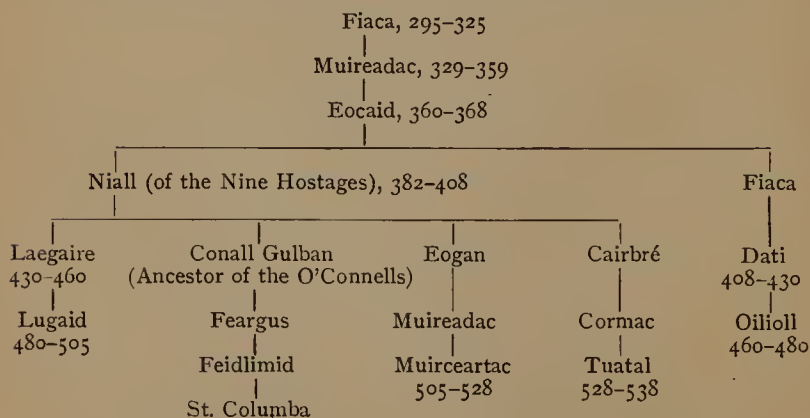 Fiaca, 295–325
Muireadac, 329–359
Eocaid, 360–368
Niall (of the Nine Hostages), 382–408 Fiaca
Laegaire Conall Gulban Eogan Cairbré Dati
430–460 (Ancestor of the O'Connells) 408–430
Lugaid Feargus Muireadac Cormac Oilioll
480–505 460–480
Feidlimid Muirceartac Tuatal
505–528 528–538
St. Columba